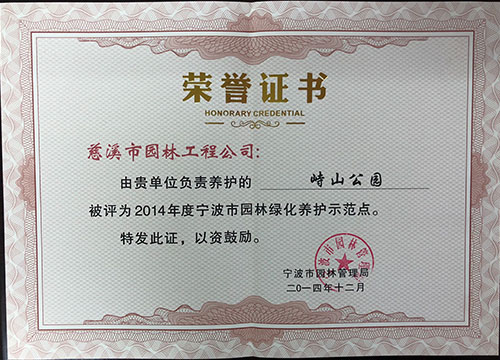 荣誉证书
HONORARY CREDENTIAL
慈溪市园林工程公司：
由贵单位负责养护的 峙山公园
被评为2014年度宁波市园林绿化养护示范点。
特发此证，以资鼓励。
宁波市园林管理局
二〇一四年十二月